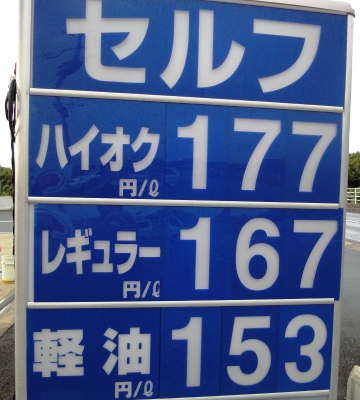 セルフ
ハイオク 177
円/ℓ
レギュラー 167
円/ℓ
軽油 153
円/ℓ